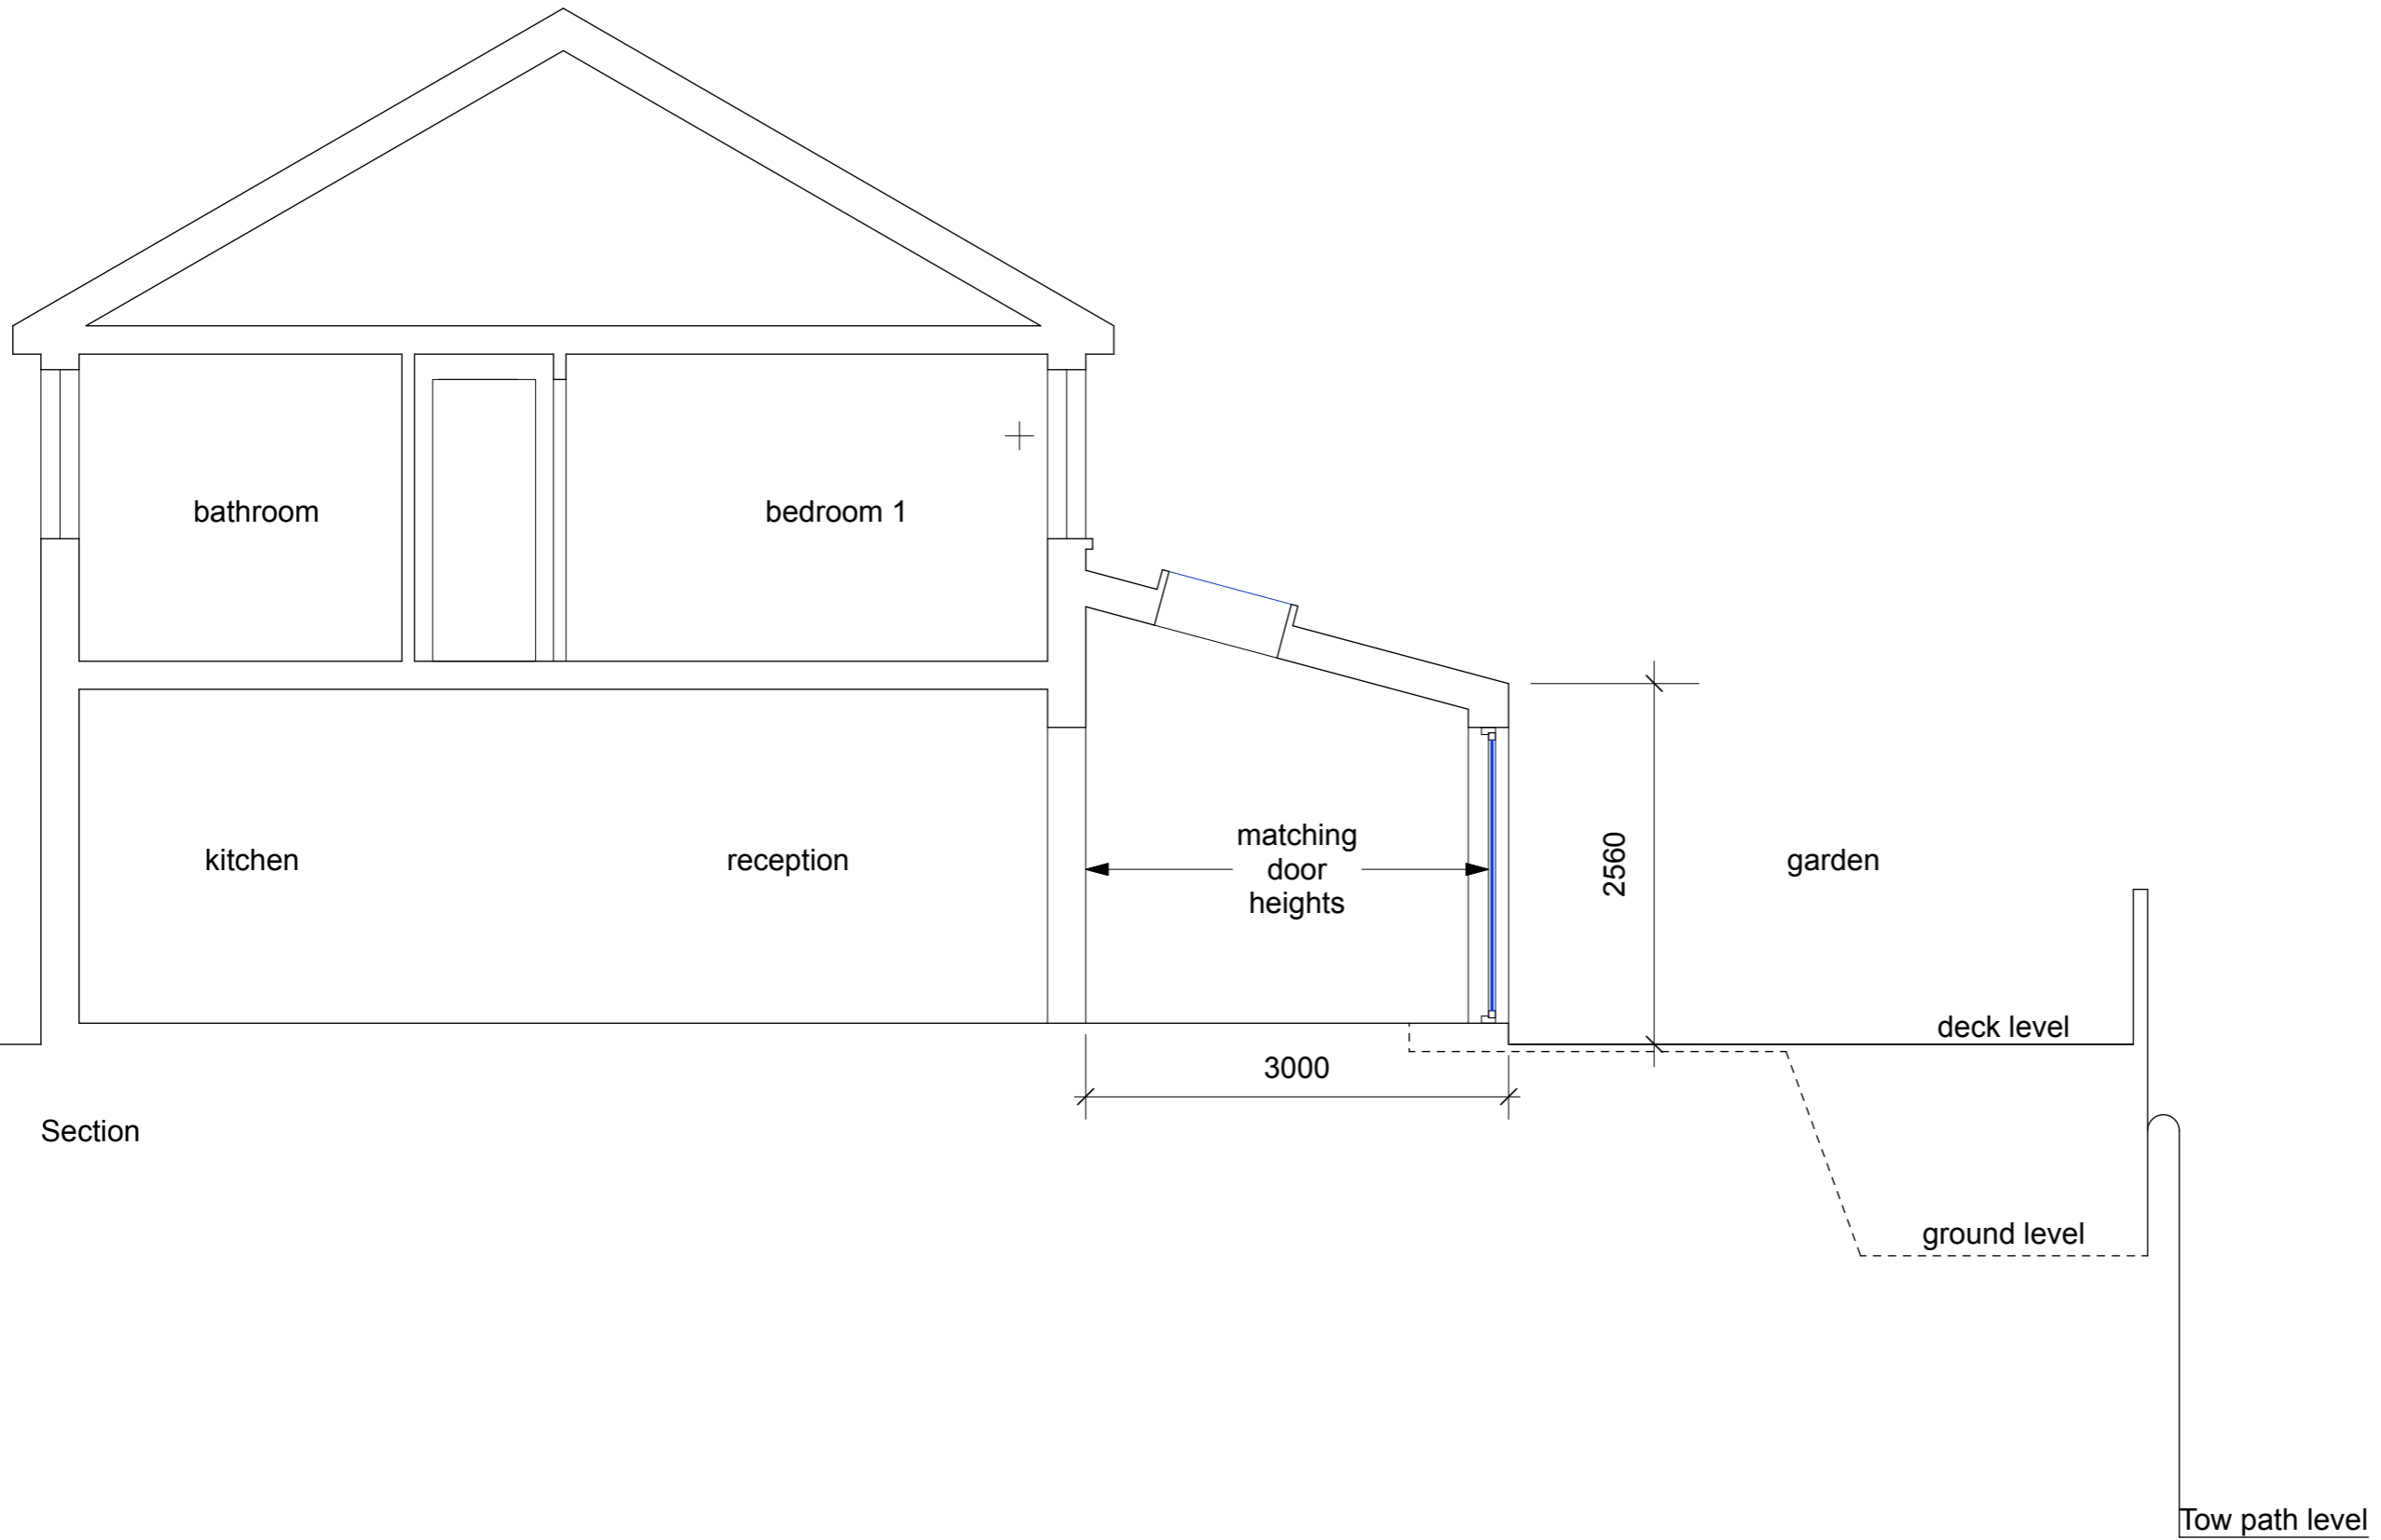 bathroom
bedroom 1
kitchen
reception
matching
door
heights
2560
garden
deck level
3000
Section
ground level
Tow path level